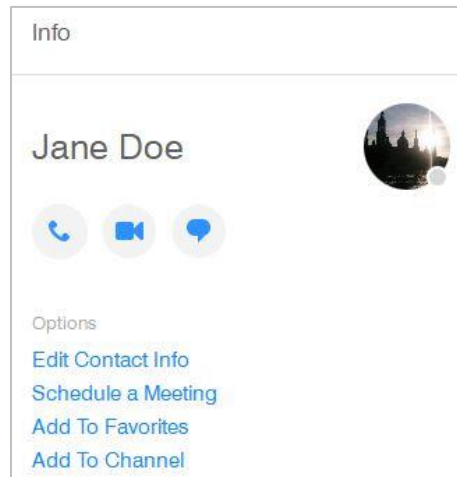 Info
Jane Doe
Options
Edit Contact Info
Schedule a Meeting
Add To Favorites
Add To Channel